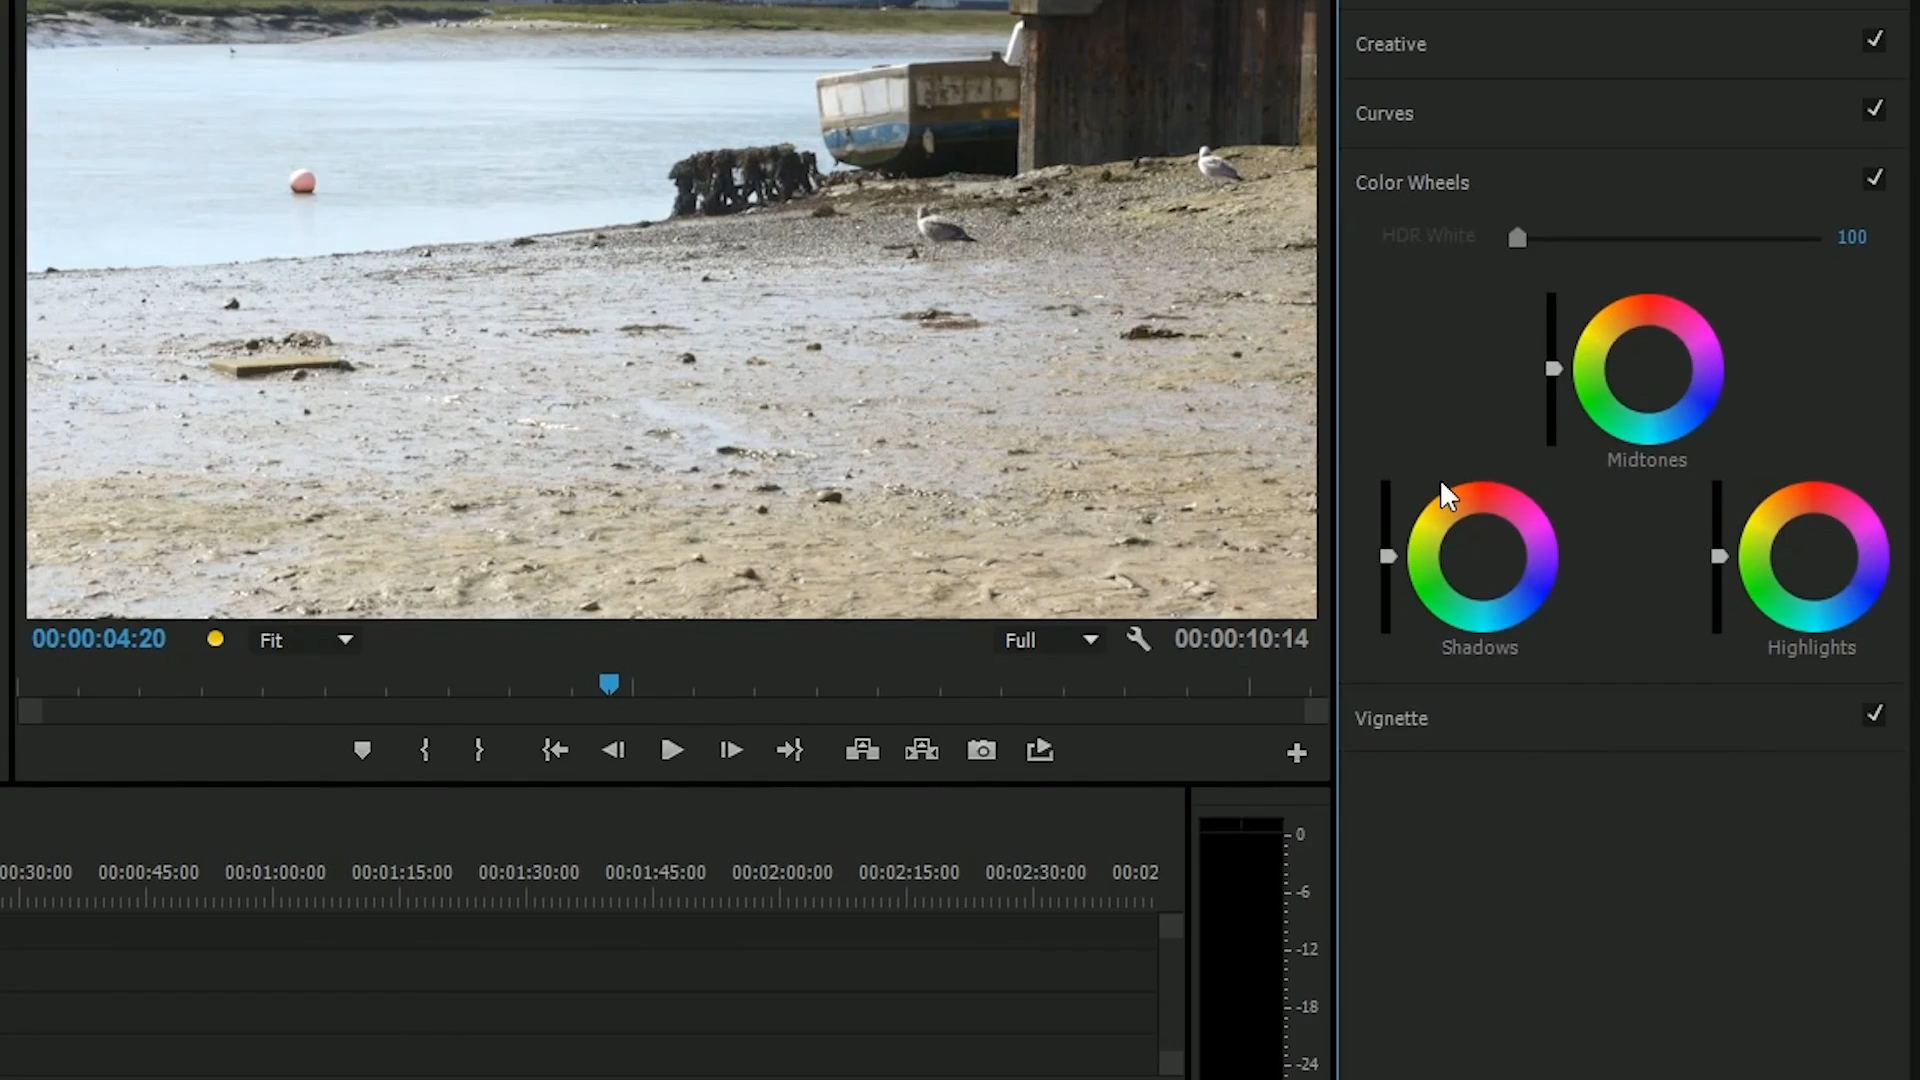 Creative
Curves
Color Wheels
HDR White 100
Midtones
Shadows Highlights
Vignette
00:00:04:20 Fit Full 00:00:10:14
00:30:00 00:00:45:00 00:01:00:00 00:01:15:00 00:01:30:00 00:01:45:00 00:02:00:00 00:02:15:00 00:02:30:00 00:02
0
-6
-12
-18
-24